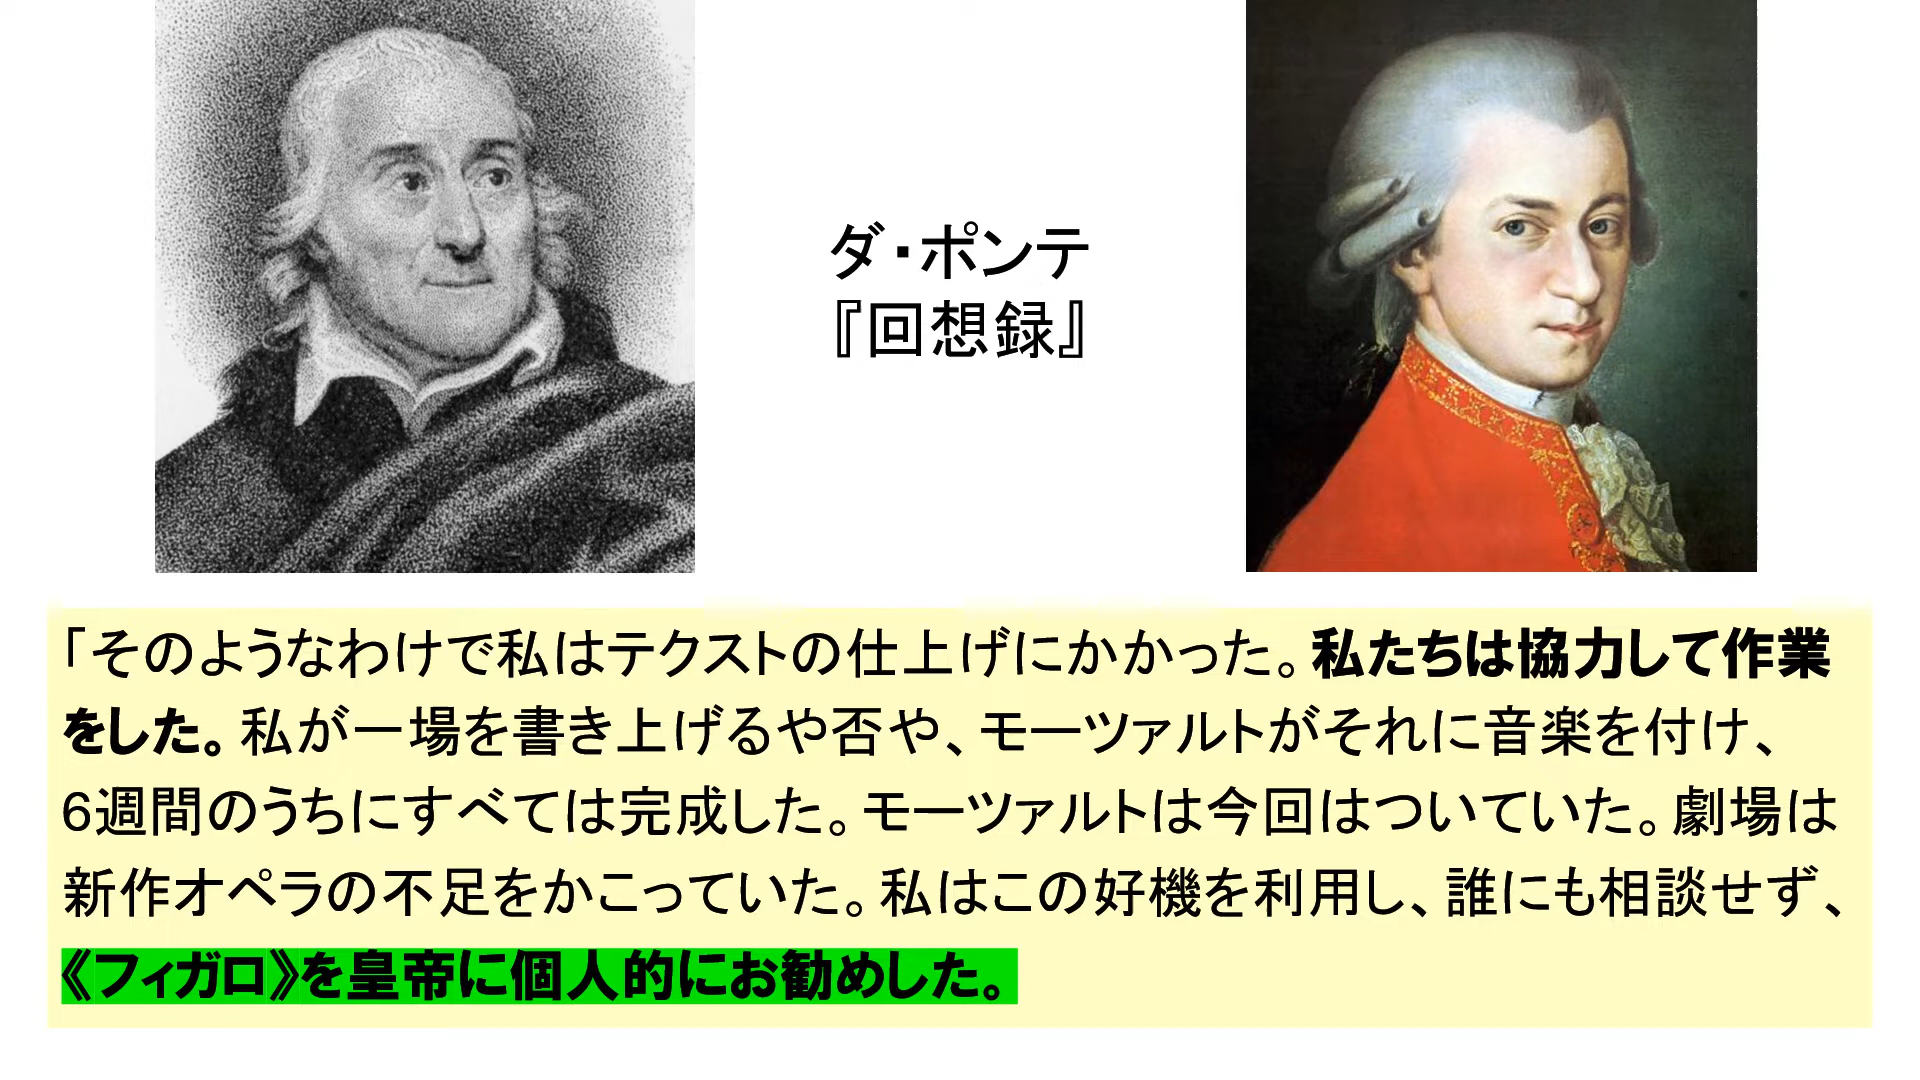 ダ・ポンテ
『回想録』
「そのようなわけで私はテクストの仕上げにかかった。私たちは協力して作業
をした。私が一場を書き上げるや否や、モーツァルトがそれに音楽を付け、
6週間のうちにすべては完成した。モーツァルトは今回はついていた。劇場は
新作オペラの不足をかこっていた。私はこの好機を利用し、誰にも相談せず、
《フィガロ》を皇帝に個人的にお勧めした。